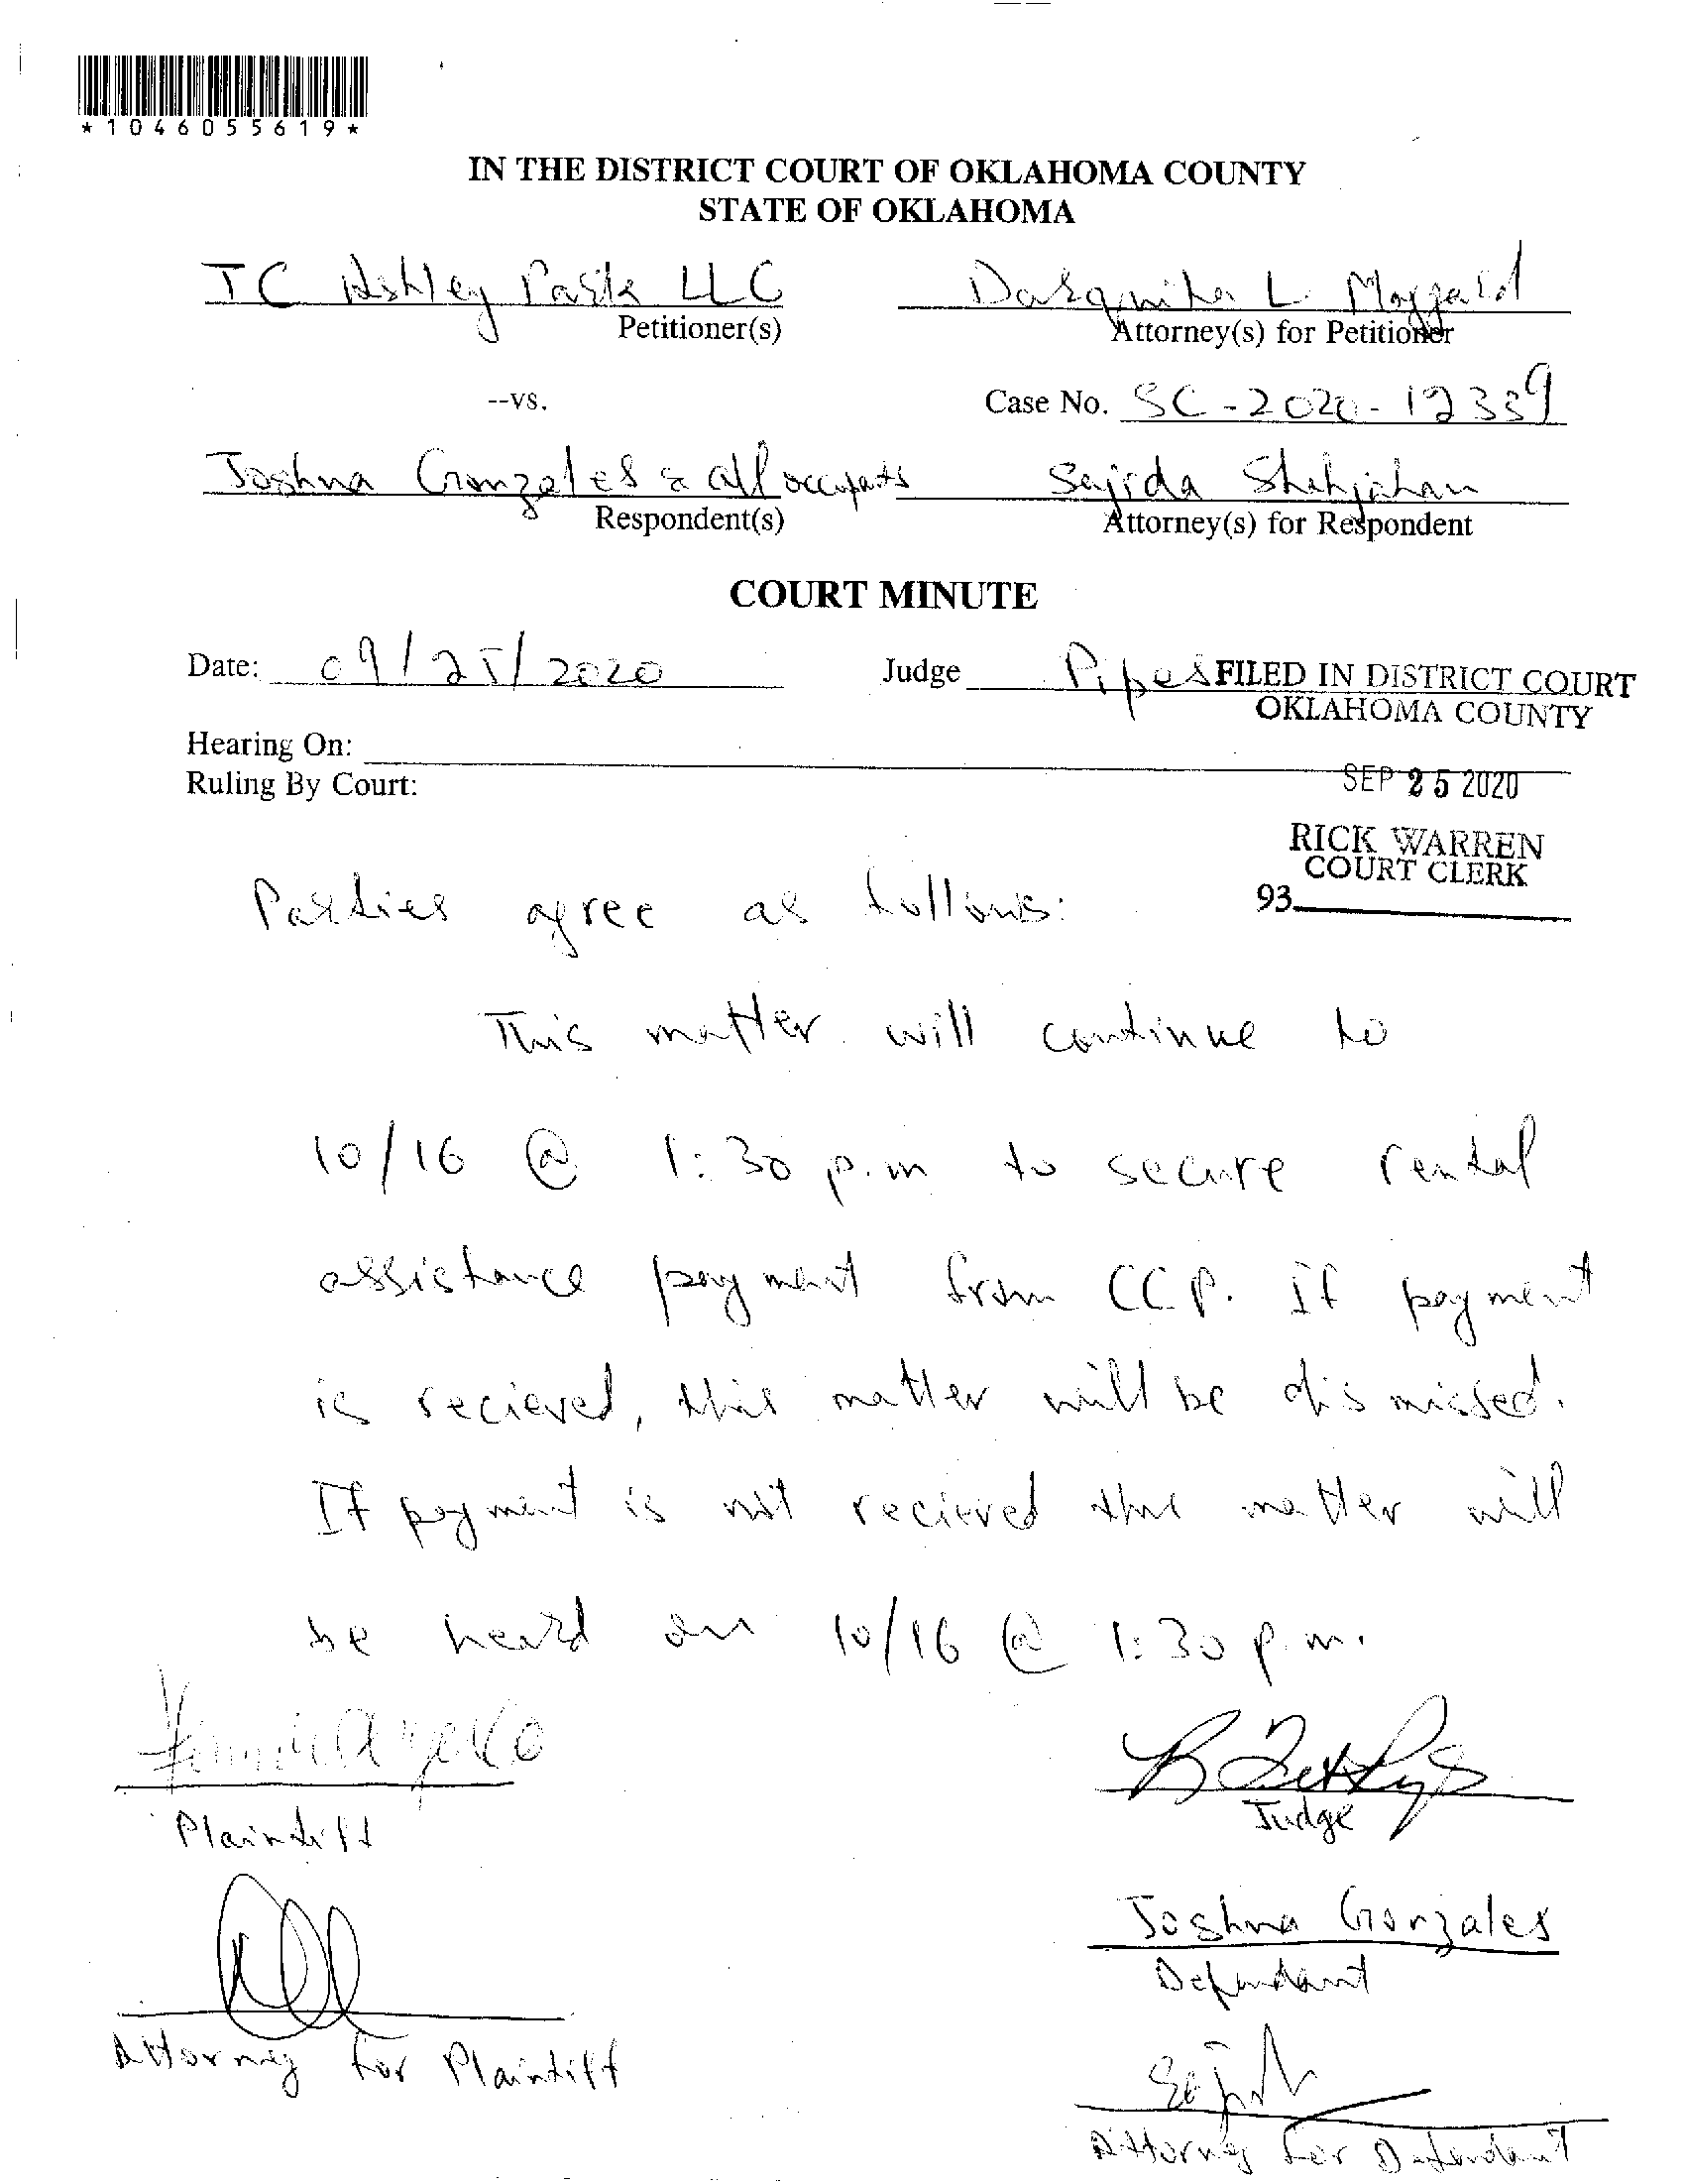 *1046055619*
IN THE DISTRICT COURT OF OKLAHOMA COUNTY
STATE OF OKLAHOMA
TC Ashley Park LLC
Petitioner(s)
Darquita L Maggard
Attorney(s) for Petitioner
--vs.
Case No. SC-2020-12339
Joshua Gonzales & all occupants
Respondent(s)
Sajida Shahjahan
Attorney(s) for Respondent
COURT MINUTE
Date: 09/25/2020 Judge Pipes
FILED IN DISTRICT COURT
OKLAHOMA COUNTY
Hearing On:
Ruling By Court:
SEP 25 2020
RICK WARREN
COURT CLERK
93
Parties agree as follows:
This matter will continue to
10/16 @ 1:30 p.m to secure rental
assistance payment from CCP. If payment
is recieved, this matter will be dismissed.
If payment is not recieved this matter will
be heard on 10/16 @ 1:30 p.m.
Plaintiff
Judge
Joshua Gonzales
Defendant
Attorney for Plaintiff
Attorney for Defendant